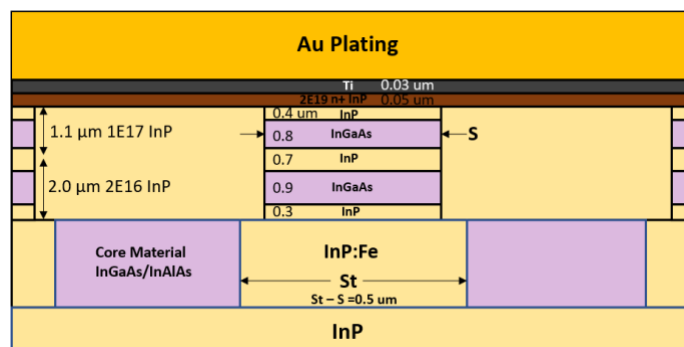 Au Plating
Ti 0.03 um
2E19 n+ InP 0.05 um
0.4 um InP
1.1 μm 1E17 InP
0.8 InGaAs
S
0.7 InP
2.0 μm 2E16 InP
0.9 InGaAs
0.3 InP
Core Material
InGaAs/InAlAs
InP:Fe
St
St – S =0.5 um
InP